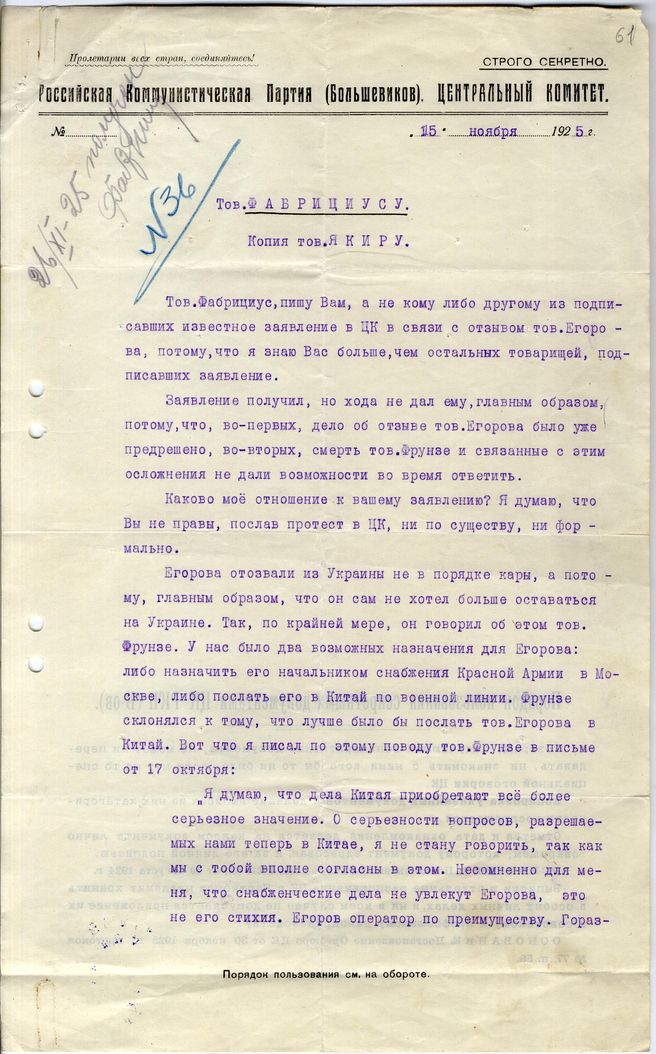 61
Пролетарии всех стран, соединяйтесь!
СТРОГО СЕКРЕТНО.
Российская Коммунистическая Партия (Большевиков). ЦЕНТРАЛЬНЫЙ КОМИТЕТ.
№
"15" ноября 1925 г.
26/XI-25 получил
N 36
Тов.ФАБРИЦИУСУ.
Копия тов.ЯКИРУ.
Тов.Фабрициус,пишу Вам, а не кому либо другому из подпи-
савших известное заявление в ЦК в связи с отзывом тов.Егоро -
ва, потому,что я знаю Вас больше,чем остальных товарищей, под-
писавших заявление.
Заявление получил, но хода не дал ему,главным образом,
потому,что, во-первых, дело об отзыве тов.Егорова было уже
предрешено, во-вторых, смерть тов.Фрунзе и связанные с этим
осложнения не дали возможности во время ответить.
Каково моё отношение к вашему заявлению? Я думаю, что
Вы не правы, послав протест в ЦК, ни по существу, ни фор -
мально.
Егорова отозвали из Украины не в порядке кары, а пото -
му, главным образом, что он сам не хотел больше оставаться
на Украине. Так, по крайней мере, он говорил об этом тов.
Фрунзе. У нас было два возможных назначения для Егорова:
либо назначить его начальником снабжения Красной Армии в Мо-
скве, либо послать его в Китай по военной линии. Фрунзе
склонялся к тому, что лучше было бы послать тов.Егорова в
Китай. Вот что я писал по этому поводу тов.Фрунзе в письме
от 17 октября:
"Я думаю, что дела Китая приобретают всё более
серьезное значение. О серьезности вопросов, разрешае-
мых нами теперь в Китае, я не стану говорить, так как
мы с тобой вполне согласны в этом. Несомненно для ме-
ня, что снабженческие дела не увлекут Егорова, это
не его стихия. Егоров оператор по преимуществу. Гораз-
Порядок пользования см. на обороте.